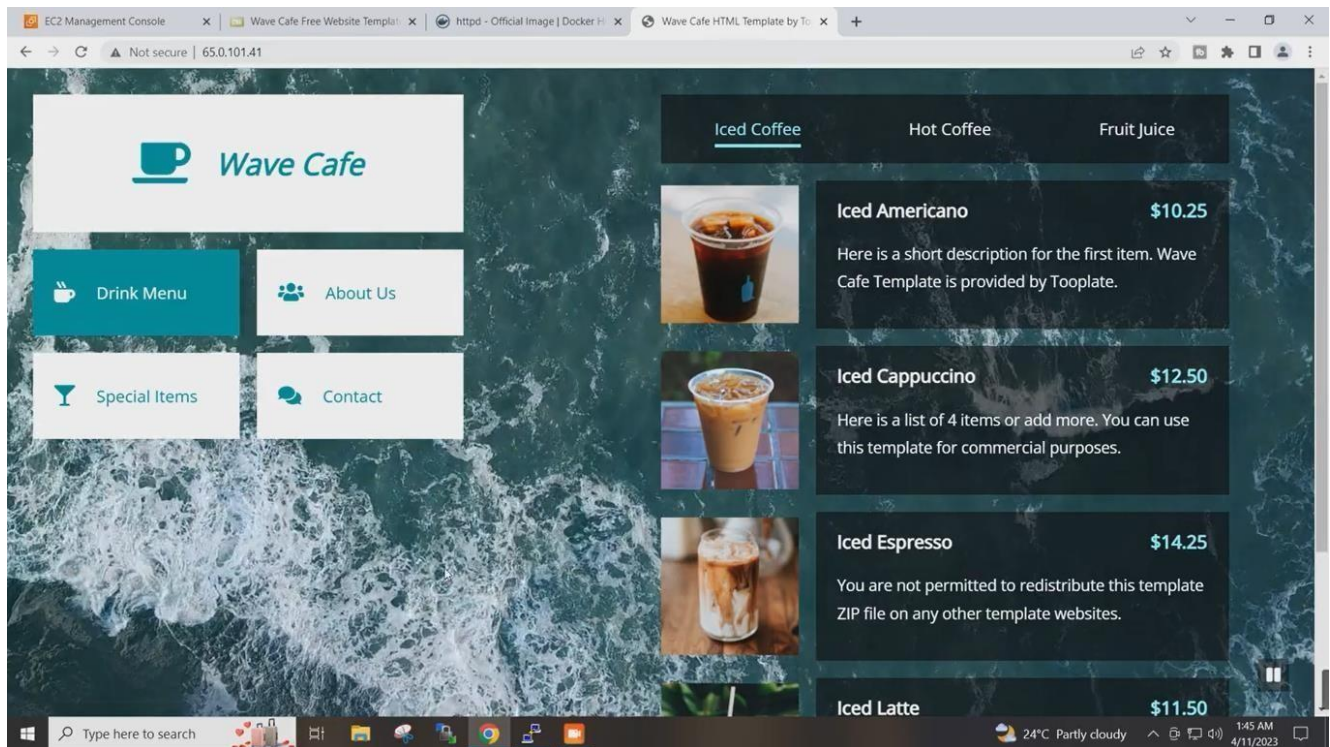 EC2 Management Console
Wave Cafe Free Website Templat
httpd - Official Image | Docker H
Wave Cafe HTML Template by To
Not secure | 65.0.101.41
Wave Cafe
Drink Menu
About Us
Special Items
Contact
Iced Coffee
Hot Coffee
Fruit Juice
Iced Americano
$10.25
Here is a short description for the first item. Wave
Cafe Template is provided by Tooplate.
Iced Cappuccino
$12.50
Here is a list of 4 items or add more. You can use
this template for commercial purposes.
Iced Espresso
$14.25
You are not permitted to redistribute this template
ZIP file on any other template websites.
Iced Latte
$11.50
Type here to search
24°C Partly cloudy
1:45 AM
4/11/2023